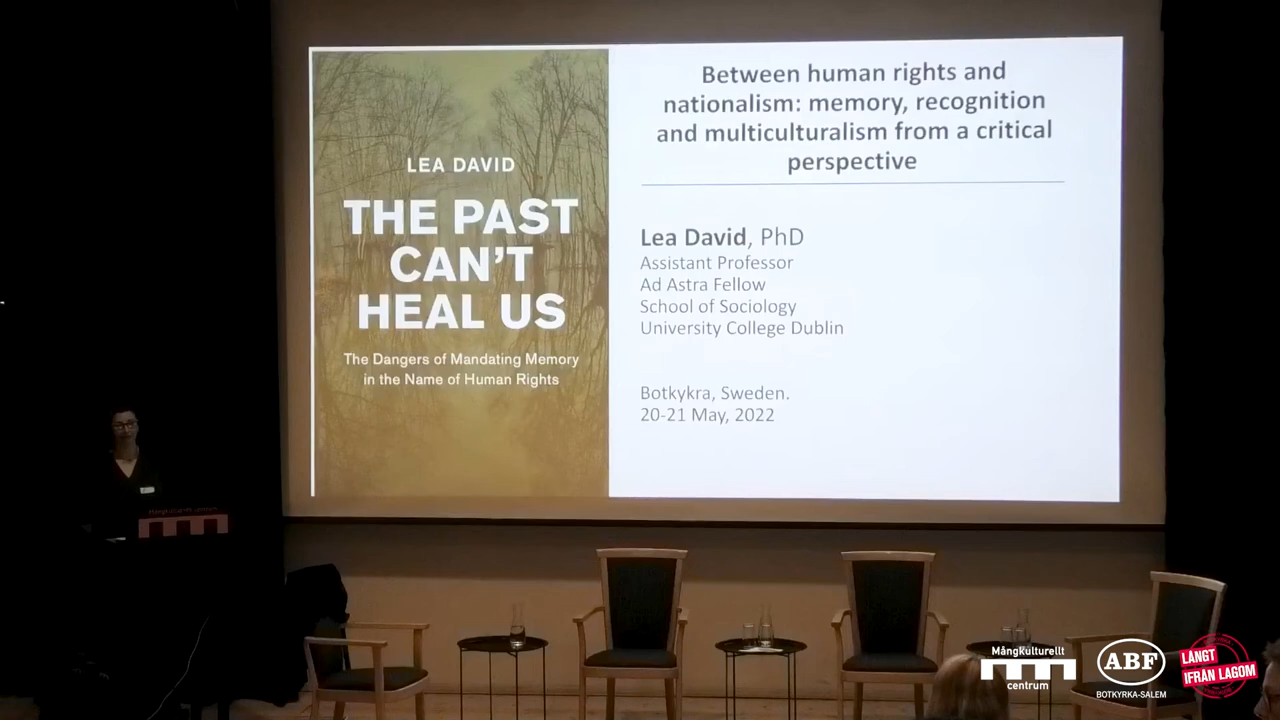 LEA DAVID
THE PAST
CAN'T
HEAL US
The Dangers of Mandating Memory
in the Name of Human Rights
Between human rights and
nationalism: memory, recognition
and multiculturalism from a critical
perspective
Lea David, PhD
Assistant Professor
Ad Astra Fellow
School of Sociology
University College Dublin
Botkykra, Sweden.
20-21 May, 2022
MångKulturellt
centrum
ABF
BOTKYRKA-SALEM
LÅNGT
IFRÅN LAGOM